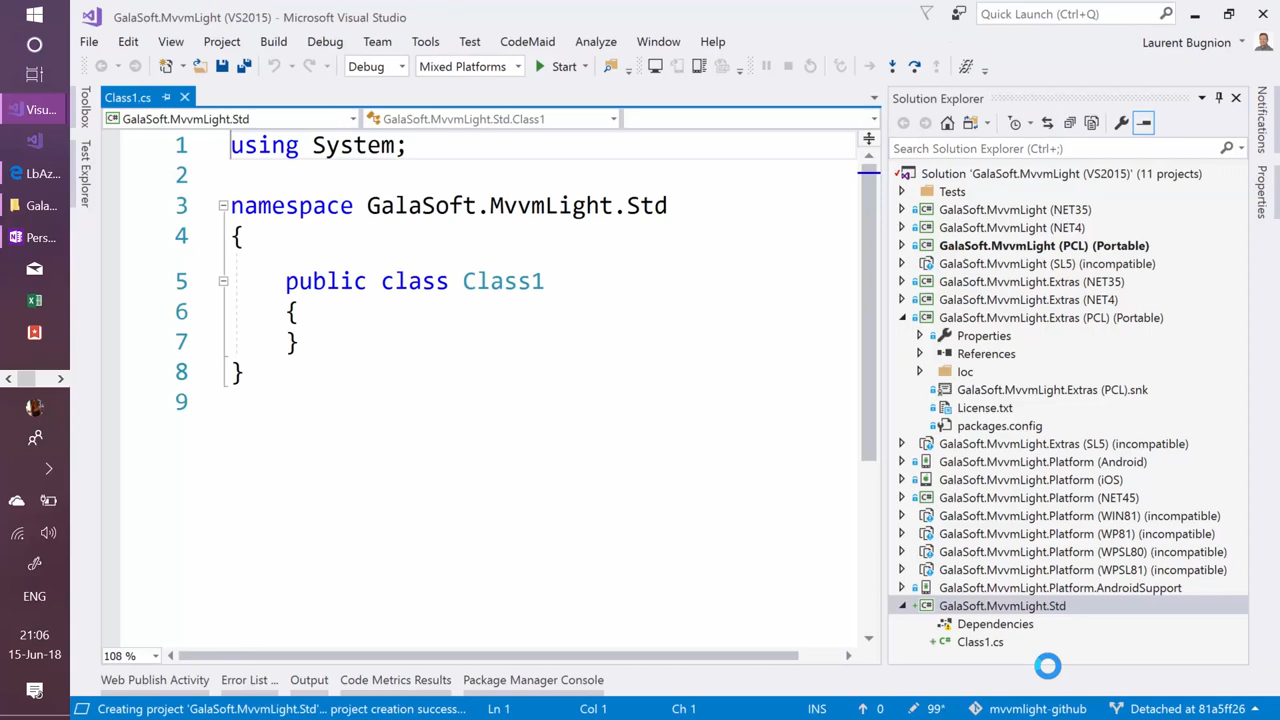 GalaSoft.MvvmLight (VS2015) - Microsoft Visual Studio
Quick Launch (Ctrl+Q)
File Edit View Project Build Debug Team Tools Test CodeMaid Analyze Window Help
Laurent Bugnion
Debug Mixed Platforms Start
Class1.cs
GalaSoft.MvvmLight.Std
GalaSoft.MvvmLight.Std.Class1
Toolbox
Test Explorer
1 using System;
2
3 namespace GalaSoft.MvvmLight.Std
4 {
5 public class Class1
6 {
7 }
8 }
9
108 %
Solution Explorer
Search Solution Explorer (Ctrl+;)
Solution 'GalaSoft.MvvmLight (VS2015)' (11 projects)
Tests
GalaSoft.MvvmLight (NET35)
GalaSoft.MvvmLight (NET4)
GalaSoft.MvvmLight (PCL) (Portable)
GalaSoft.MvvmLight (SL5) (incompatible)
GalaSoft.MvvmLight.Extras (NET35)
GalaSoft.MvvmLight.Extras (NET4)
GalaSoft.MvvmLight.Extras (PCL) (Portable)
Properties
References
Ioc
GalaSoft.MvvmLight.Extras (PCL).snk
License.txt
packages.config
GalaSoft.MvvmLight.Extras (SL5) (incompatible)
GalaSoft.MvvmLight.Platform (Android)
GalaSoft.MvvmLight.Platform (iOS)
GalaSoft.MvvmLight.Platform (NET45)
GalaSoft.MvvmLight.Platform (WIN81) (incompatible)
GalaSoft.MvvmLight.Platform (WP81) (incompatible)
GalaSoft.MvvmLight.Platform (WPSL80) (incompatible)
GalaSoft.MvvmLight.Platform (WPSL81) (incompatible)
GalaSoft.MvvmLight.Platform.AndroidSupport
GalaSoft.MvvmLight.Std
Dependencies
Class1.cs
Notifications
Properties
Web Publish Activity Error List ... Output Code Metrics Results Package Manager Console
Creating project 'GalaSoft.MvvmLight.Std'... project creation succes... Ln 1 Col 1 Ch 1 INS 0 99* mvvmlight-github Detached at 81a5ff26
Visu...
LbAz...
Gala...
Pers...
ENG
21:06
15-Jun-18